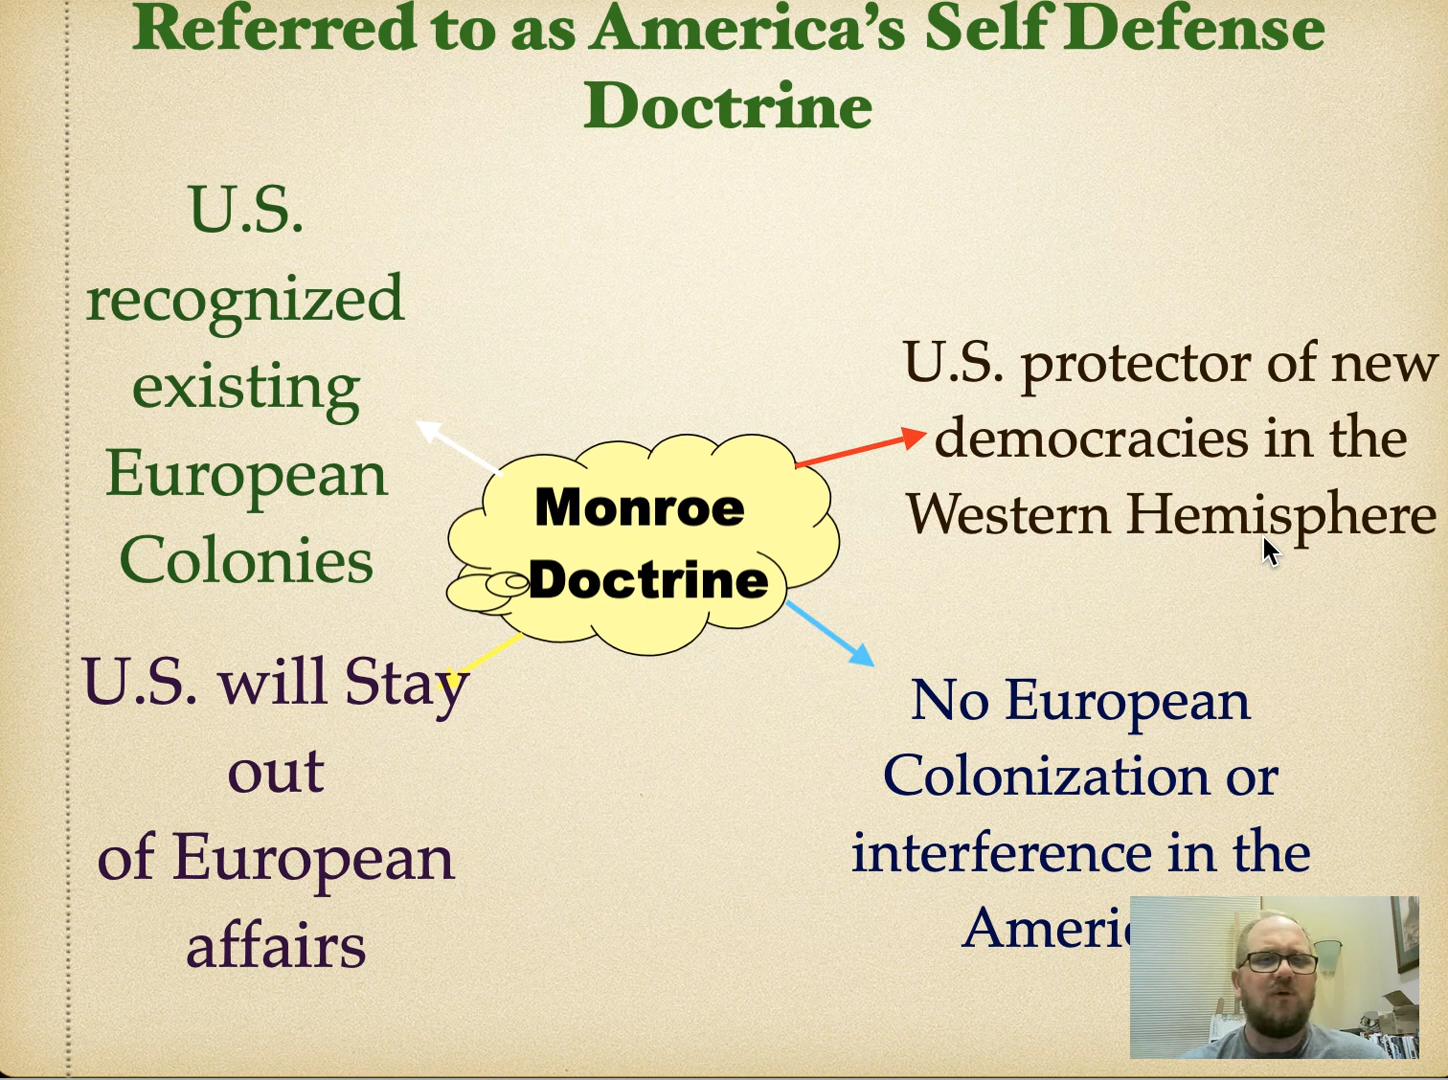 Referred to as America's Self Defense
Doctrine
U.S.
recognized
existing
European
Colonies
U.S. protector of new
democracies in the
Western Hemisphere
Monroe
Doctrine
U.S. will Stay
out
of European
affairs
No European
Colonization or
interference in the